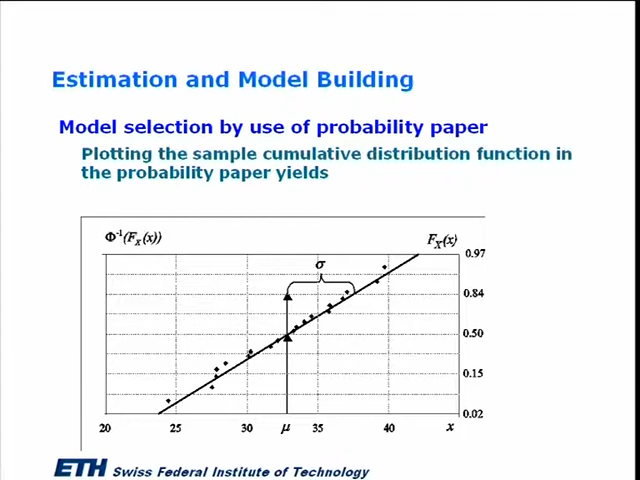 Estimation and Model Building
Model selection by use of probability paper
Plotting the sample cumulative distribution function in
the probability paper yields
Φ⁻¹(F_X(x)) F_X(x)
0.97
σ
0.84
0.50
0.15
0.02
20 25 30 μ 35 40 x
ETH Swiss Federal Institute of Technology